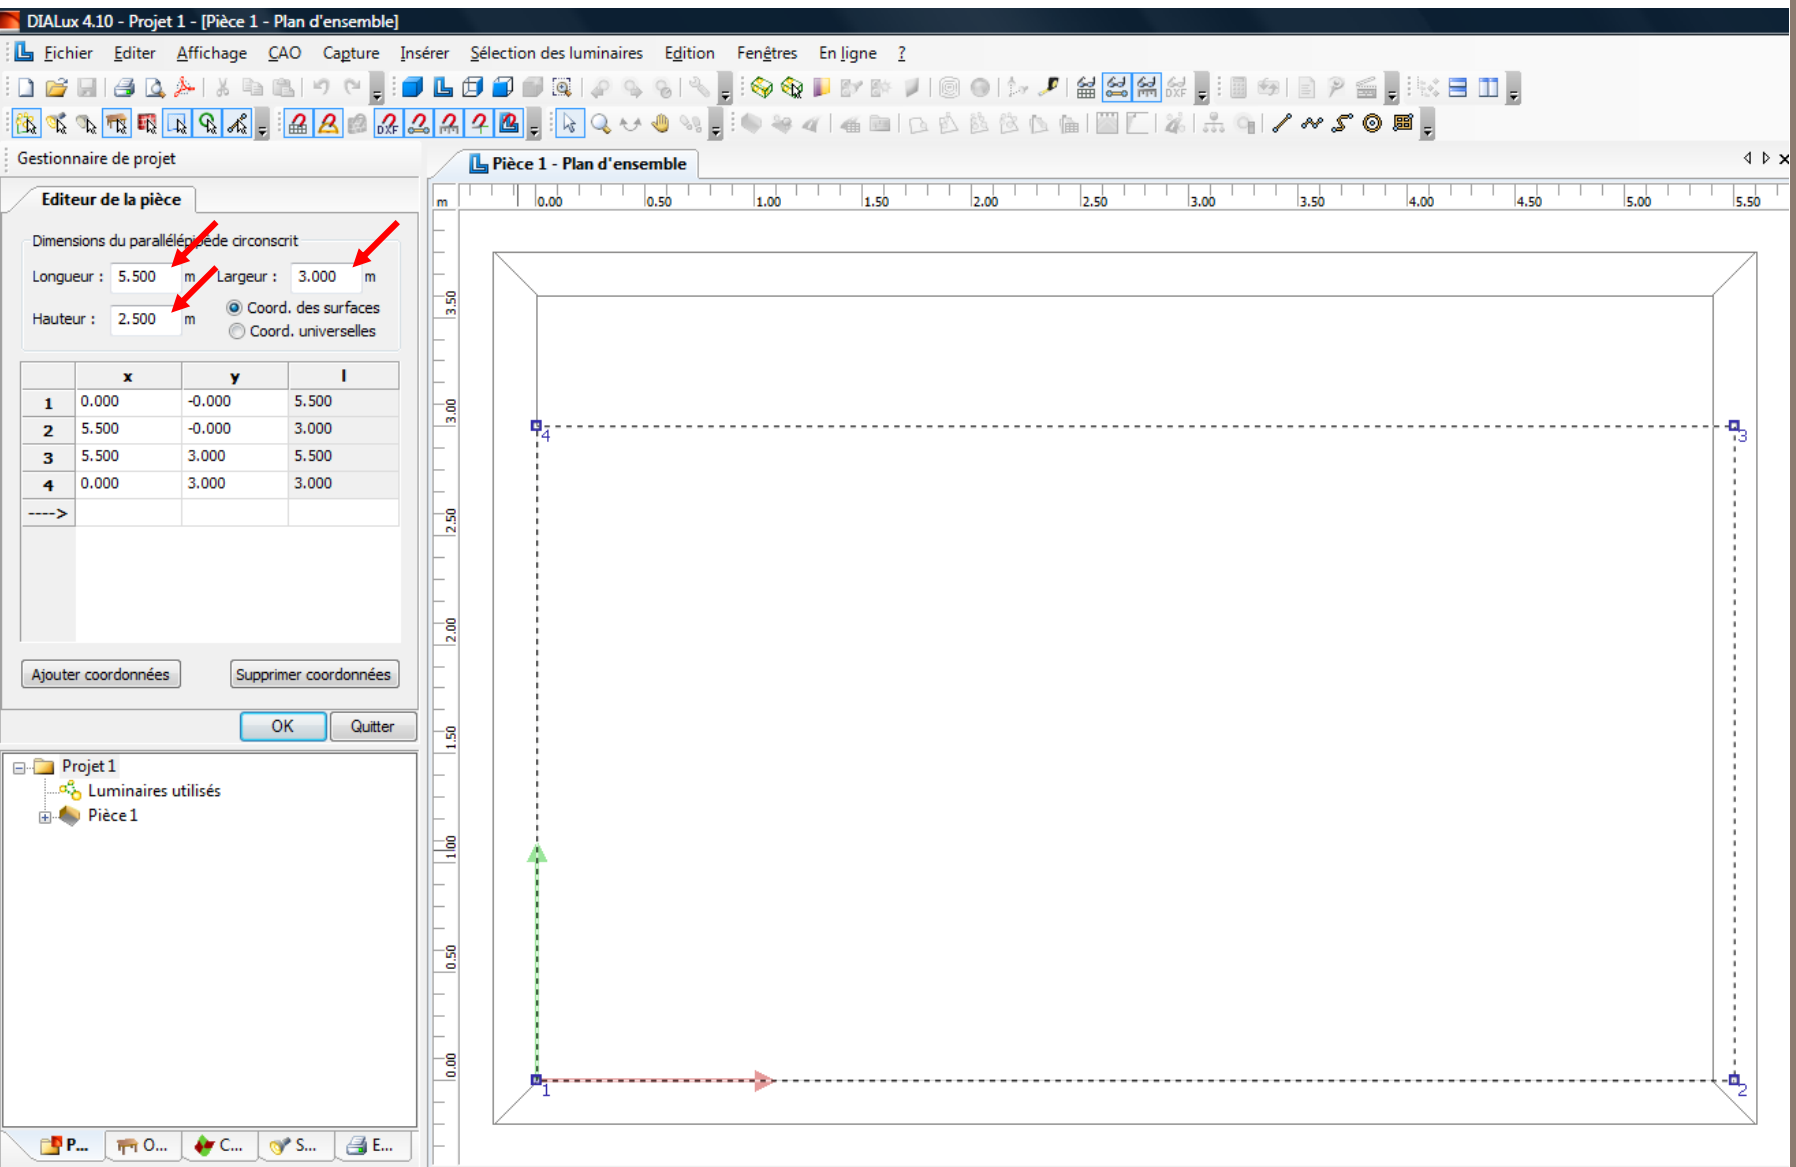 DIALux 4.10 - Projet 1 - [Pièce 1 - Plan d'ensemble]
Fichier Editer Affichage CAO Capture Insérer Sélection des luminaires Edition Fenêtres En ligne ?
DXF
DXF
Gestionnaire de projet
Pièce 1 - Plan d'ensemble
Editeur de la pièce
m 0.00 0.50 1.00 1.50 2.00 2.50 3.00 3.50 4.00 4.50 5.00 5.50
Dimensions du parallélépipède circonscrit
Longueur : 5.500 m Largeur : 3.000 m
Hauteur : 2.500 m
Coord. des surfaces
Coord. universelles
x y l
1 0.000 -0.000 5.500
2 5.500 -0.000 3.000
3 5.500 3.000 5.500
4 0.000 3.000 3.000
---->
Ajouter coordonnées Supprimer coordonnées
OK Quitter
Projet 1
Luminaires utilisés
Pièce 1
P... O... C... S... E...
3.50
3.00
2.50
2.00
1.50
1.00
0.50
0.00
4 3
1 2